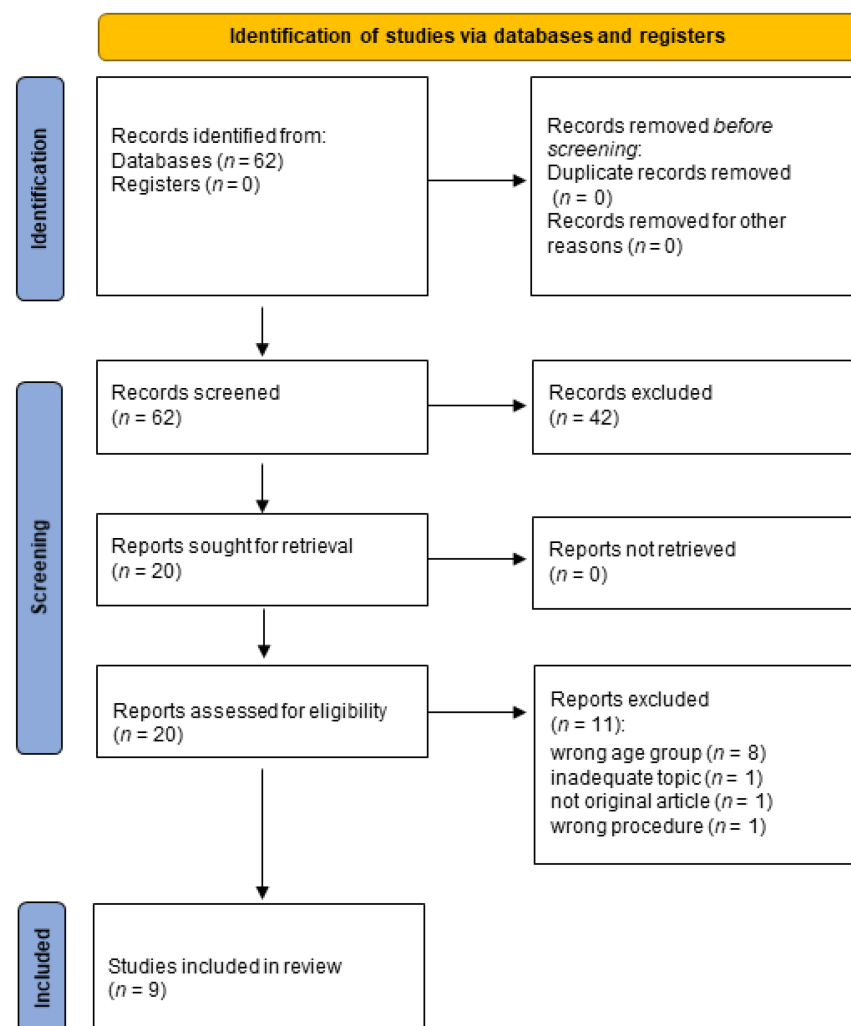 Identification of studies via databases and registers
Identification
Records identified from:
Databases (n = 62)
Registers (n = 0)
Records removed before
screening:
Duplicate records removed
(n = 0)
Records removed for other
reasons (n = 0)
Screening
Records screened
(n = 62)
Records excluded
(n = 42)
Reports sought for retrieval
(n = 20)
Reports not retrieved
(n = 0)
Reports assessed for eligibility
(n = 20)
Reports excluded
(n = 11):
wrong age group (n = 8)
inadequate topic (n = 1)
not original article (n = 1)
wrong procedure (n = 1)
Included
Studies included in review
(n = 9)